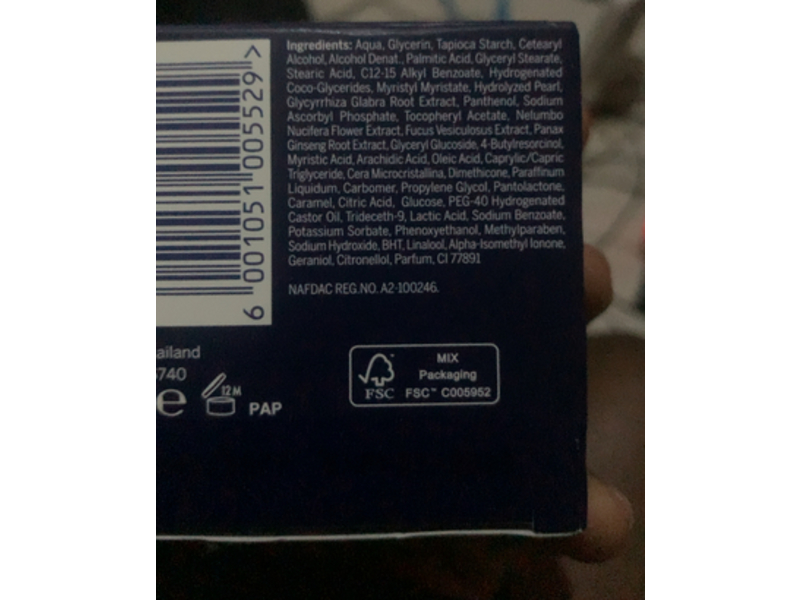 Ingredients: Aqua, Glycerin, Tapioca Starch, Cetearyl
Alcohol, Alcohol Denat., Palmitic Acid, Glyceryl Stearate,
Stearic Acid, C12-15 Alkyl Benzoate, Hydrogenated
Coco-Glycerides, Myristyl Myristate, Hydrolyzed Pearl,
Glycyrrhiza Glabra Root Extract, Panthenol, Sodium
Ascorbyl Phosphate, Tocopheryl Acetate, Nelumbo
Nucifera Flower Extract, Fucus Vesiculosus Extract, Panax
Ginseng Root Extract, Glyceryl Glucoside, 4-Butylresorcinol,
Myristic Acid, Arachidic Acid, Oleic Acid, Caprylic/Capric
Triglyceride, Cera Microcristallina, Dimethicone, Paraffinum
Liquidum, Carbomer, Propylene Glycol, Pantolactone,
Caramel, Citric Acid, Glucose, PEG-40 Hydrogenated
Castor Oil, Trideceth-9, Lactic Acid, Sodium Benzoate,
Potassium Sorbate, Phenoxyethanol, Methylparaben,
Sodium Hydroxide, BHT, Linalool, Alpha-Isomethyl Ionone,
Geraniol, Citronellol, Parfum, CI 77891
NAFDAC REG.NO. A2-100246.
6 001051 005529 >
ailand
740
e 12M PAP
FSC™
MIX
Packaging
FSC™ C005952